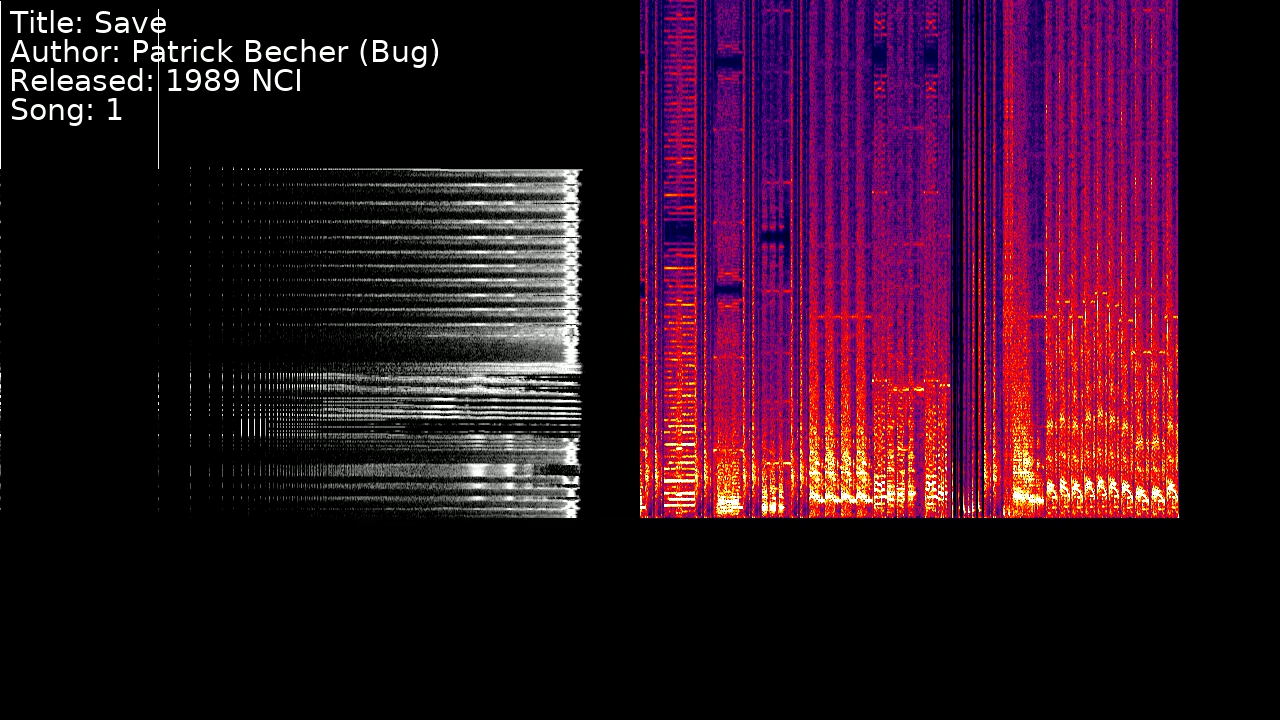 Title: Save
Author: Patrick Becher (Bug)
Released: 1989 NCI
Song: 1